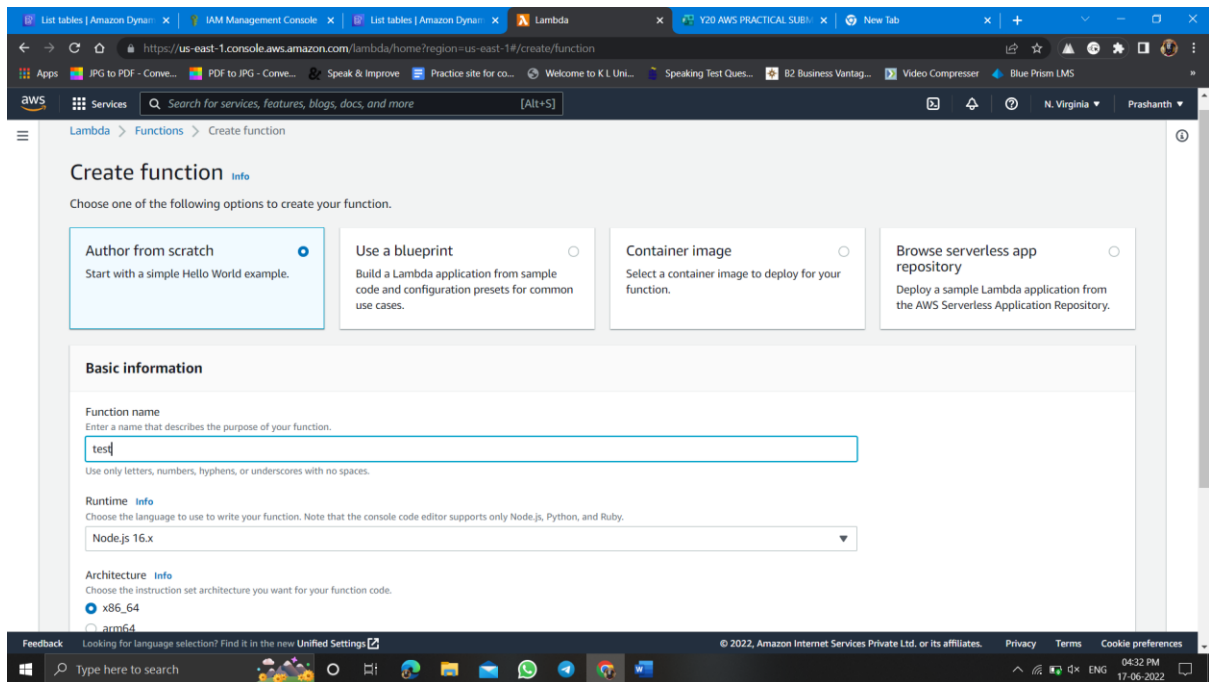 List tables | Amazon Dynam
IAM Management Console
List tables | Amazon Dynam
Lambda
Y20 AWS PRACTICAL SUBM
New Tab
https://us-east-1.console.aws.amazon.com/lambda/home?region=us-east-1#/create/function
Apps
JPG to PDF - Conve...
PDF to JPG - Conve...
Speak & Improve
Practice site for co...
Welcome to K L Uni...
Speaking Test Ques...
B2 Business Vantag...
Video Compresser
Blue Prism LMS
»
aws
Services
Search for services, features, blogs, docs, and more
[Alt+S]
N. Virginia
Prashanth
Lambda > Functions > Create function
Create function Info
Choose one of the following options to create your function.
Author from scratch
Start with a simple Hello World example.
Use a blueprint
Build a Lambda application from sample
code and configuration presets for common
use cases.
Container image
Select a container image to deploy for your
function.
Browse serverless app
repository
Deploy a sample Lambda application from
the AWS Serverless Application Repository.
Basic information
Function name
Enter a name that describes the purpose of your function.
test
Use only letters, numbers, hyphens, or underscores with no spaces.
Runtime Info
Choose the language to use to write your function. Note that the console code editor supports only Node.js, Python, and Ruby.
Node.js 16.x
Architecture Info
Choose the instruction set architecture you want for your function code.
x86_64
arm64
Feedback
Looking for language selection? Find it in the new Unified Settings
© 2022, Amazon Internet Services Private Ltd. or its affiliates.
Privacy
Terms
Cookie preferences
Type here to search
ENG
04:32 PM
17-06-2022